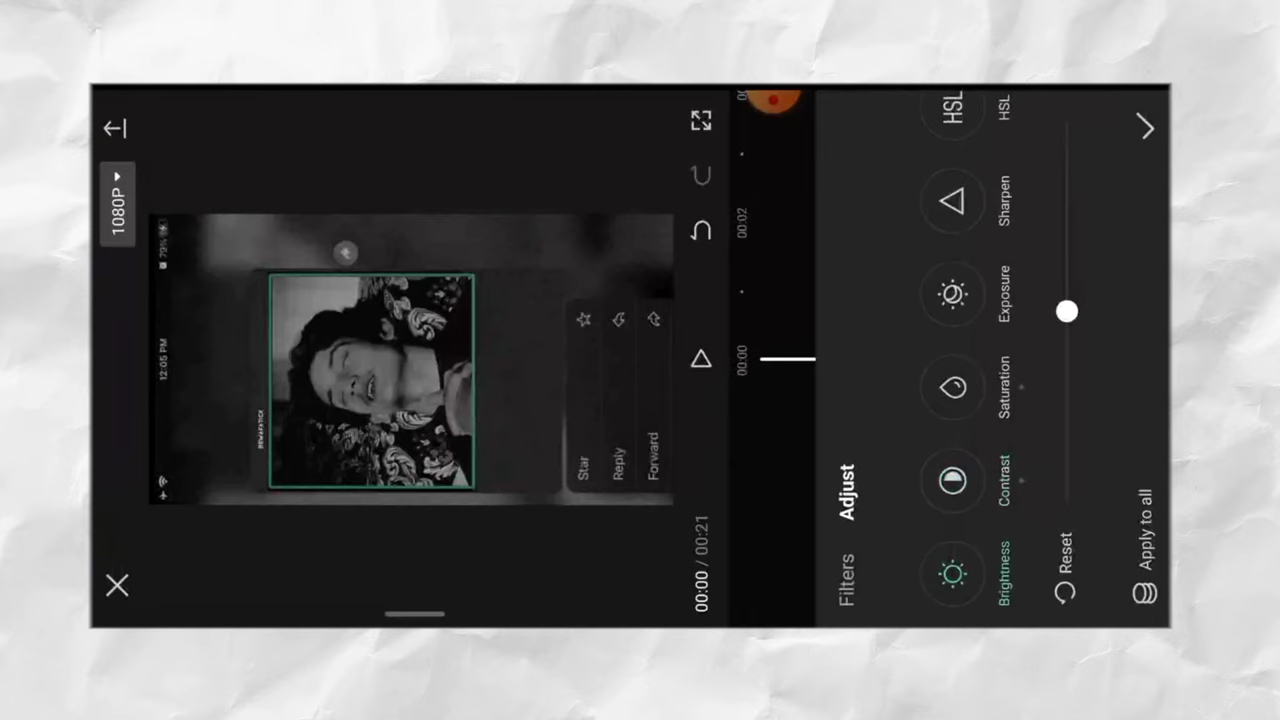 1080P
79%
12:05 PM
Star
Reply
Forward
00:00 / 00:21
00:00
00:02
Filters
Adjust
Brightness
Contrast
Saturation
Exposure
Sharpen
HSL
HSL
Reset
Apply to all